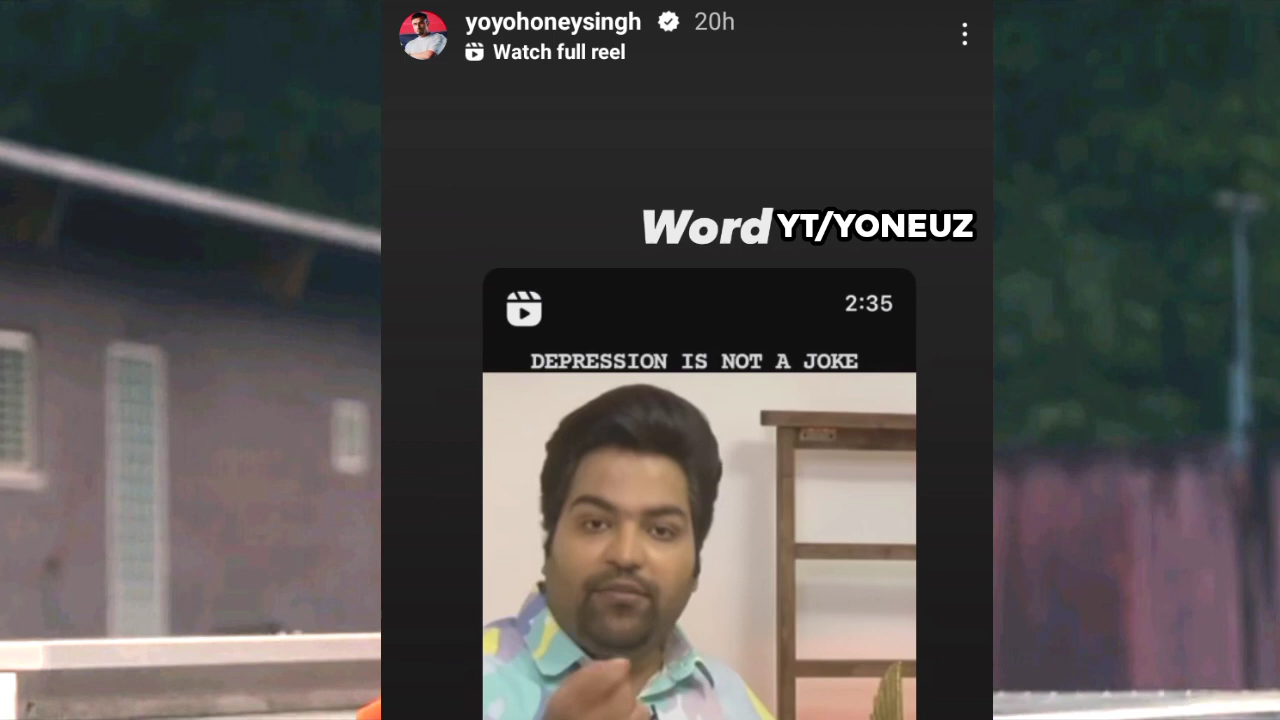 yoyohoneysingh 20h
Watch full reel
Word YT/YONEUZ
2:35
DEPRESSION IS NOT A JOKE